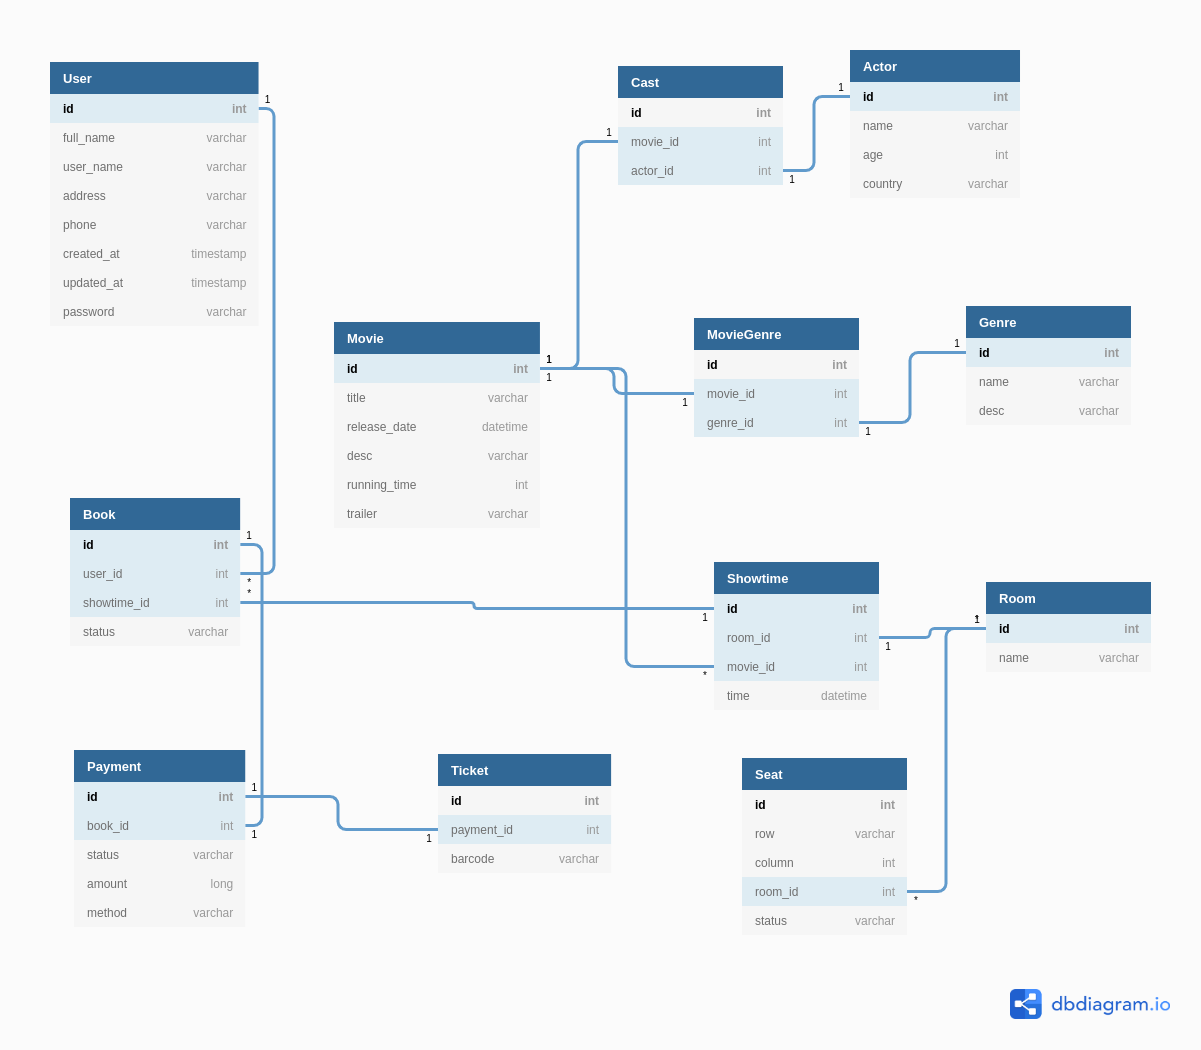 User
id int
full_name varchar
user_name varchar
address varchar
phone varchar
created_at timestamp
updated_at timestamp
password varchar
1
Cast
id int
movie_id int
actor_id int
1
1
Actor
id int
name varchar
age int
country varchar
1
Movie
id int
title varchar
release_date datetime
desc varchar
running_time int
trailer varchar
1
1
MovieGenre
id int
movie_id int
genre_id int
1
1
Genre
id int
name varchar
desc varchar
1
Book
id int
user_id int
showtime_id int
status varchar
1
*
*
Showtime
id int
room_id int
movie_id int
time datetime
1
1
*
Room
id int
name varchar
1
Payment
id int
book_id int
status varchar
amount long
method varchar
1
1
Ticket
id int
payment_id int
barcode varchar
1
Seat
id int
row varchar
column int
room_id int
status varchar
*
dbdiagram.io